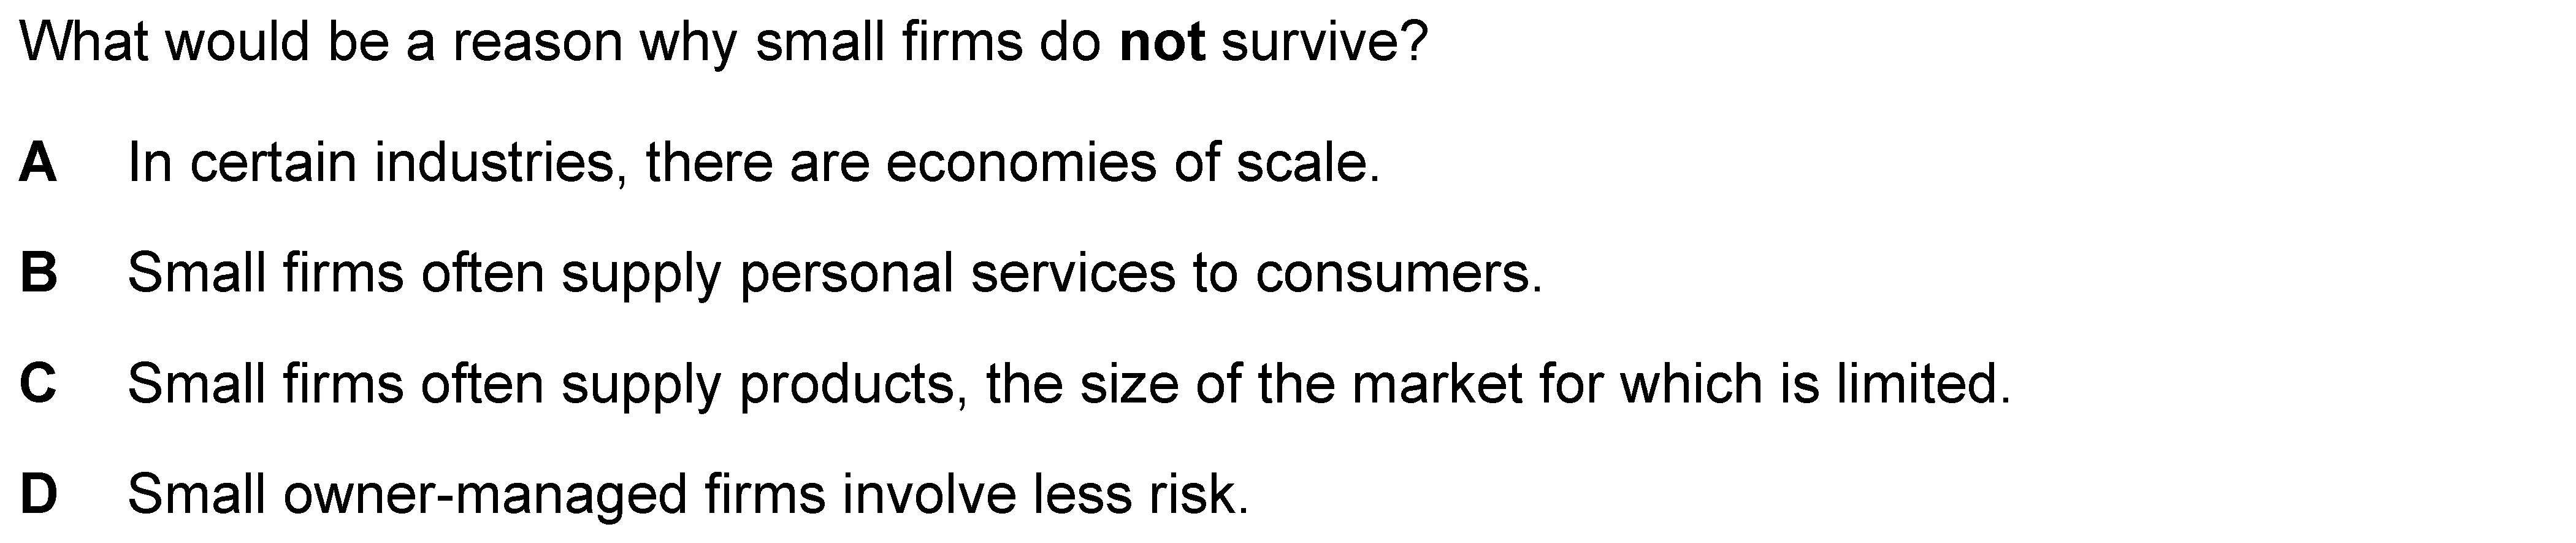 What would be a reason why small firms do not survive?
A In certain industries, there are economies of scale.
B Small firms often supply personal services to consumers.
C Small firms often supply products, the size of the market for which is limited.
D Small owner-managed firms involve less risk.